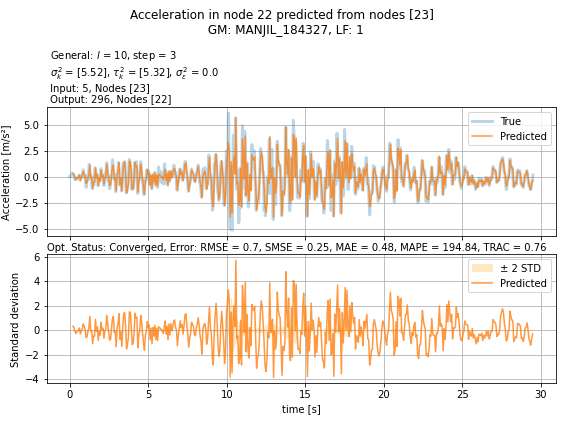 Acceleration in node 22 predicted from nodes [23]
GM: MANJIL_184327, LF: 1
General: l = 10, step = 3
σ²ₖ = [5.52], τ²ₖ = [5.32], σ²ε = 0.0
Input: 5, Nodes [23]
Output: 296, Nodes [22]
Acceleration [m/s²]
5.0
2.5
0.0
−2.5
−5.0
True
Predicted
Opt. Status: Converged, Error: RMSE = 0.7, SMSE = 0.25, MAE = 0.48, MAPE = 194.84, TRAC = 0.76
Standard deviation
6
4
2
0
−2
−4
± 2 STD
Predicted
0 5 10 15 20 25 30
time [s]